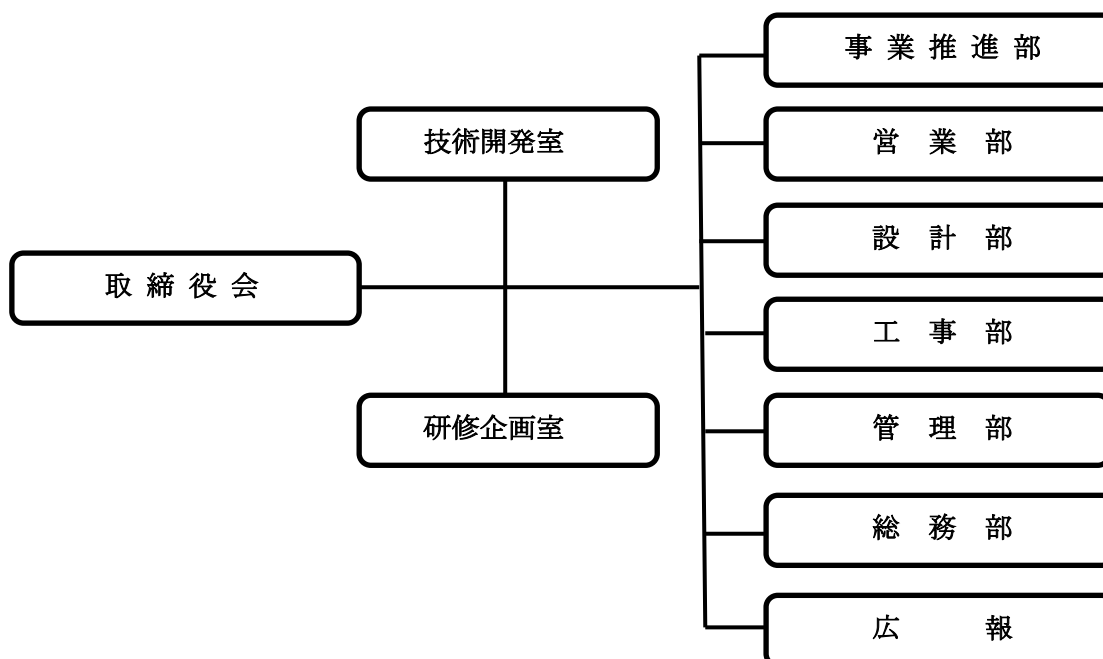 取 締 役 会
技術開発室
研修企画室
事 業 推 進 部
営　業　部
設　計　部
工　事　部
管　理　部
総　務　部
広　　　報